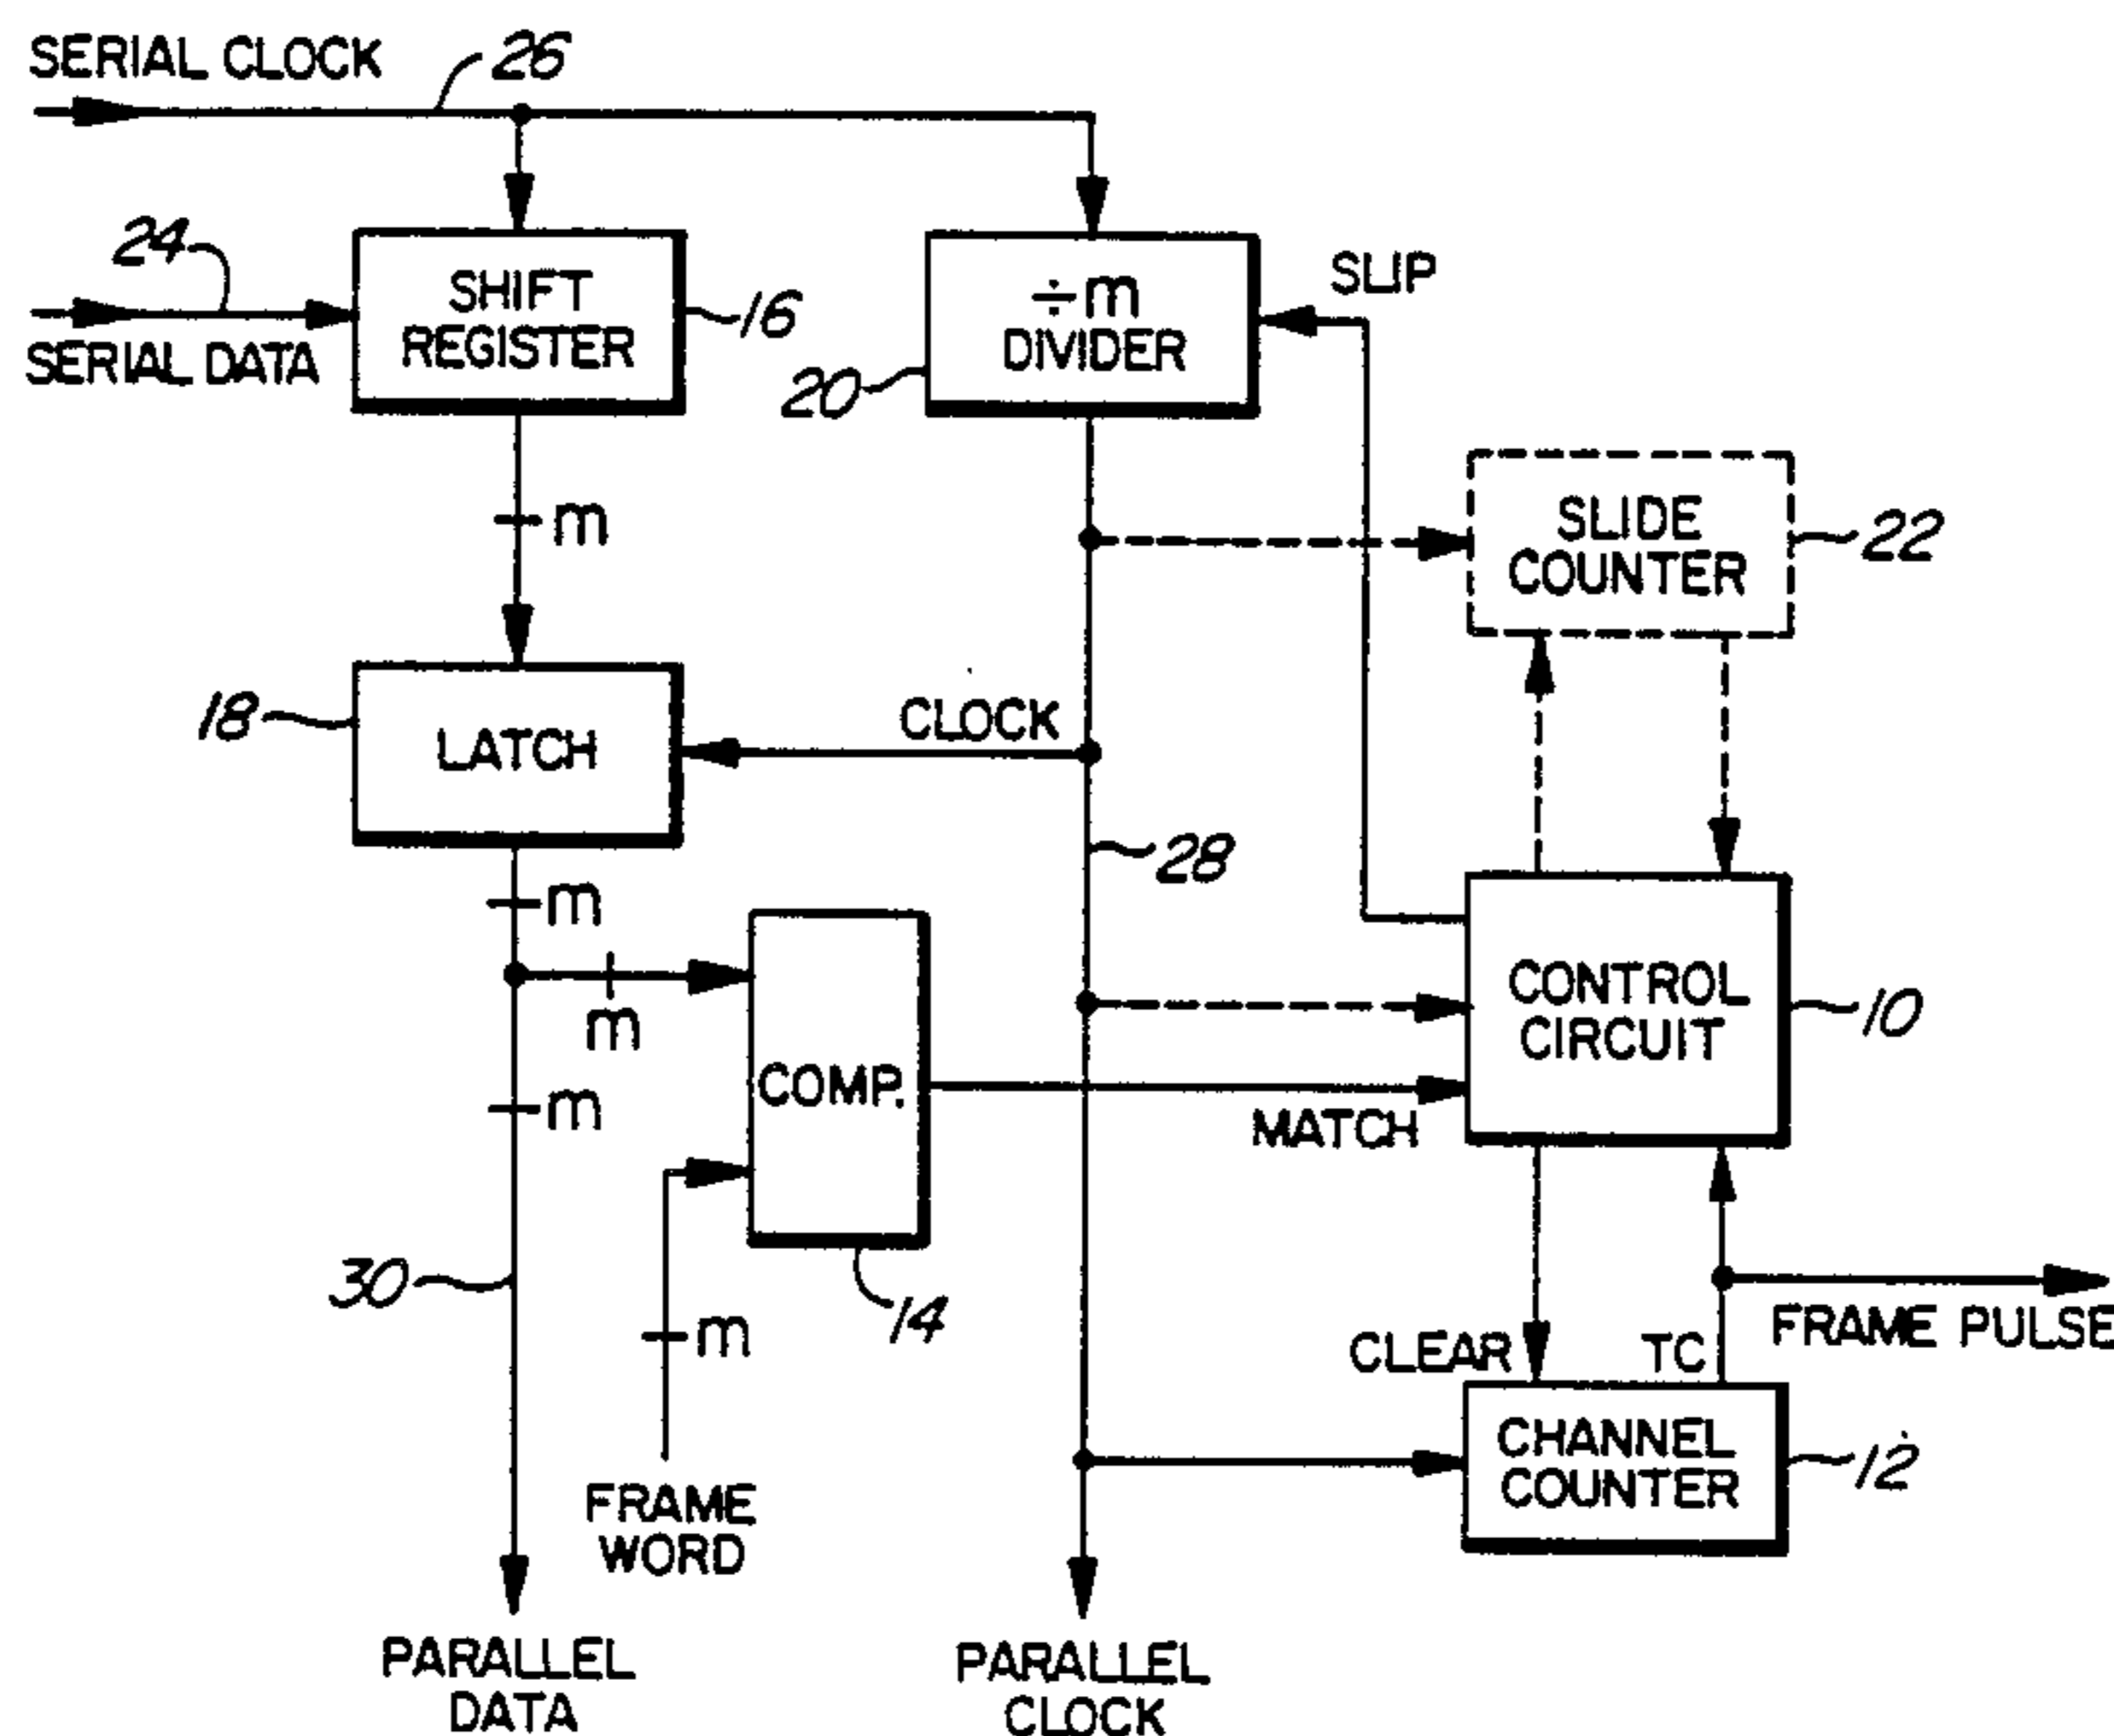 SERIAL CLOCK
26
24
SERIAL DATA
SHIFT
REGISTER
16
÷m
DIVIDER
20
SLIP
m
SLIDE
COUNTER
22
18
LATCH
CLOCK
28
m
m
m
COMP.
CONTROL
CIRCUIT
10
MATCH
30
14
m
FRAME
WORD
CLEAR
TC
FRAME PULSE
CHANNEL
COUNTER
12
PARALLEL
DATA
PARALLEL
CLOCK